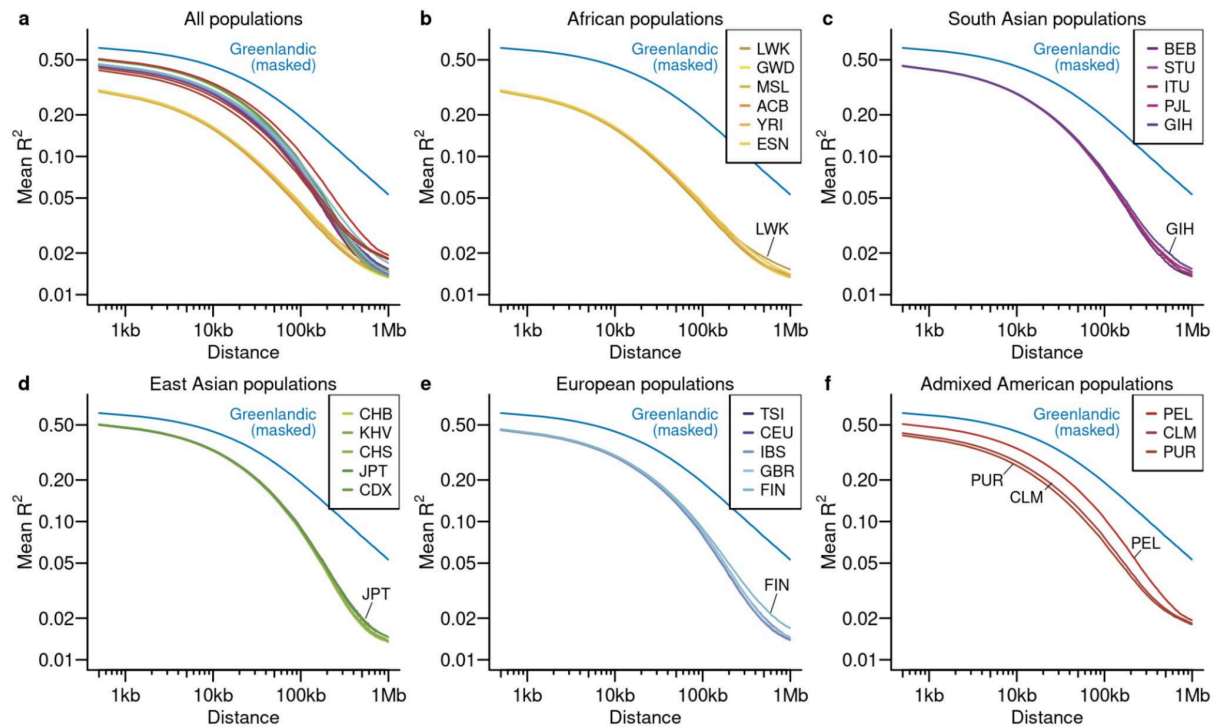 a All populations
Greenlandic
(masked)
0.50
0.20
0.10
0.05
0.02
0.01
Mean R²
1kb 10kb 100kb 1Mb
Distance
b African populations
Greenlandic
(masked)
LWK
GWD
MSL
ACB
YRI
ESN
LWK
0.50
0.20
0.10
0.05
0.02
0.01
Mean R²
1kb 10kb 100kb 1Mb
Distance
c South Asian populations
Greenlandic
(masked)
BEB
STU
ITU
PJL
GIH
GIH
0.50
0.20
0.10
0.05
0.02
0.01
Mean R²
1kb 10kb 100kb 1Mb
Distance
d East Asian populations
Greenlandic
(masked)
CHB
KHV
CHS
JPT
CDX
JPT
0.50
0.20
0.10
0.05
0.02
0.01
Mean R²
1kb 10kb 100kb 1Mb
Distance
e European populations
Greenlandic
(masked)
TSI
CEU
IBS
GBR
FIN
FIN
0.50
0.20
0.10
0.05
0.02
0.01
Mean R²
1kb 10kb 100kb 1Mb
Distance
f Admixed American populations
Greenlandic
(masked)
PEL
CLM
PUR
PUR
CLM
PEL
0.50
0.20
0.10
0.05
0.02
0.01
Mean R²
1kb 10kb 100kb 1Mb
Distance